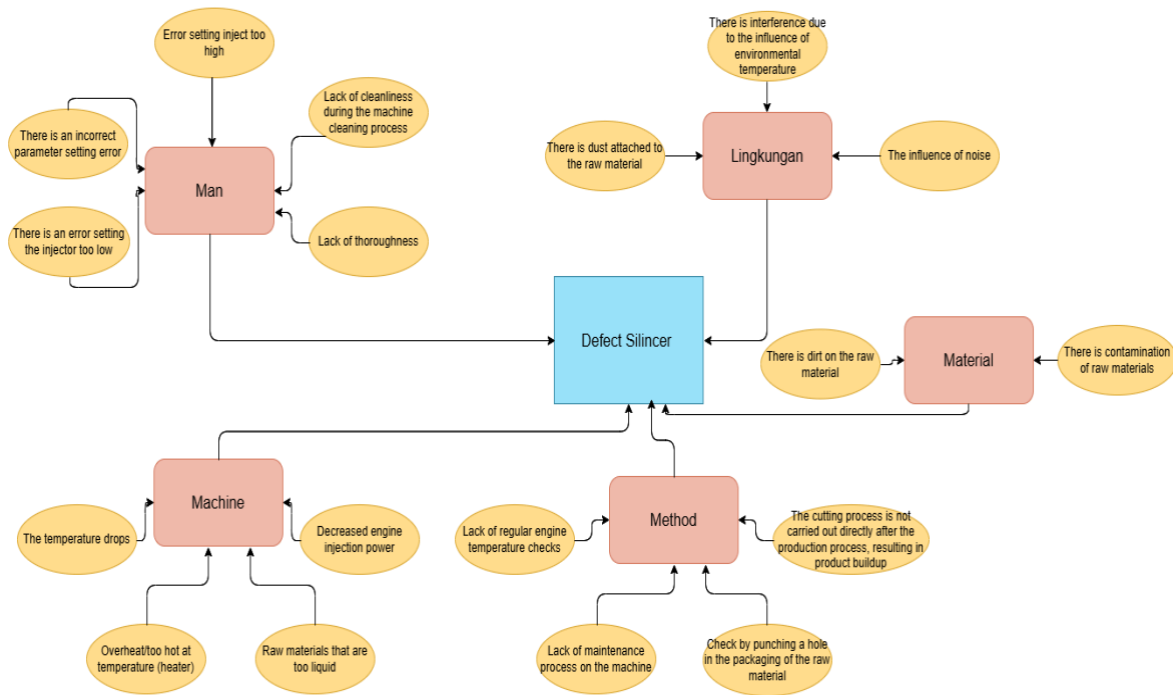 Error setting inject too
high
There is interference due
to the influence of
environmental
temperature
Lack of cleanliness
during the machine
cleaning process
There is an incorrect
parameter setting error
Man
There is an error setting
the injector too low
Lack of thoroughness
There is dust attached to
the raw material
Lingkungan
The influence of noise
Defect Silincer
There is dirt on the raw
material
Material
There is contamination
of raw materials
Machine
The temperature drops
Decreased engine
injection power
Overheat/too hot at
temperature (heater)
Raw materials that are
too liquid
Method
Lack of regular engine
temperature checks
The cutting process is not
carried out directly after the
production process, resulting in
product buildup
Lack of maintenance
process on the machine
Check by punching a hole
in the packaging of the raw
material